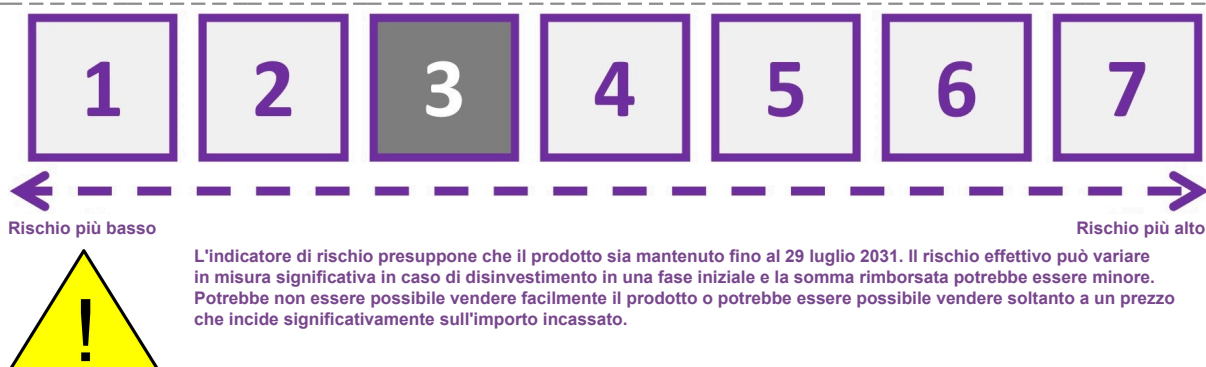 1 2 3 4 5 6 7
Rischio più basso Rischio più alto
L'indicatore di rischio presuppone che il prodotto sia mantenuto fino al 29 luglio 2031. Il rischio effettivo può variare
in misura significativa in caso di disinvestimento in una fase iniziale e la somma rimborsata potrebbe essere minore.
Potrebbe non essere possibile vendere facilmente il prodotto o potrebbe essere possibile vendere soltanto a un prezzo
che incide significativamente sull'importo incassato.
!